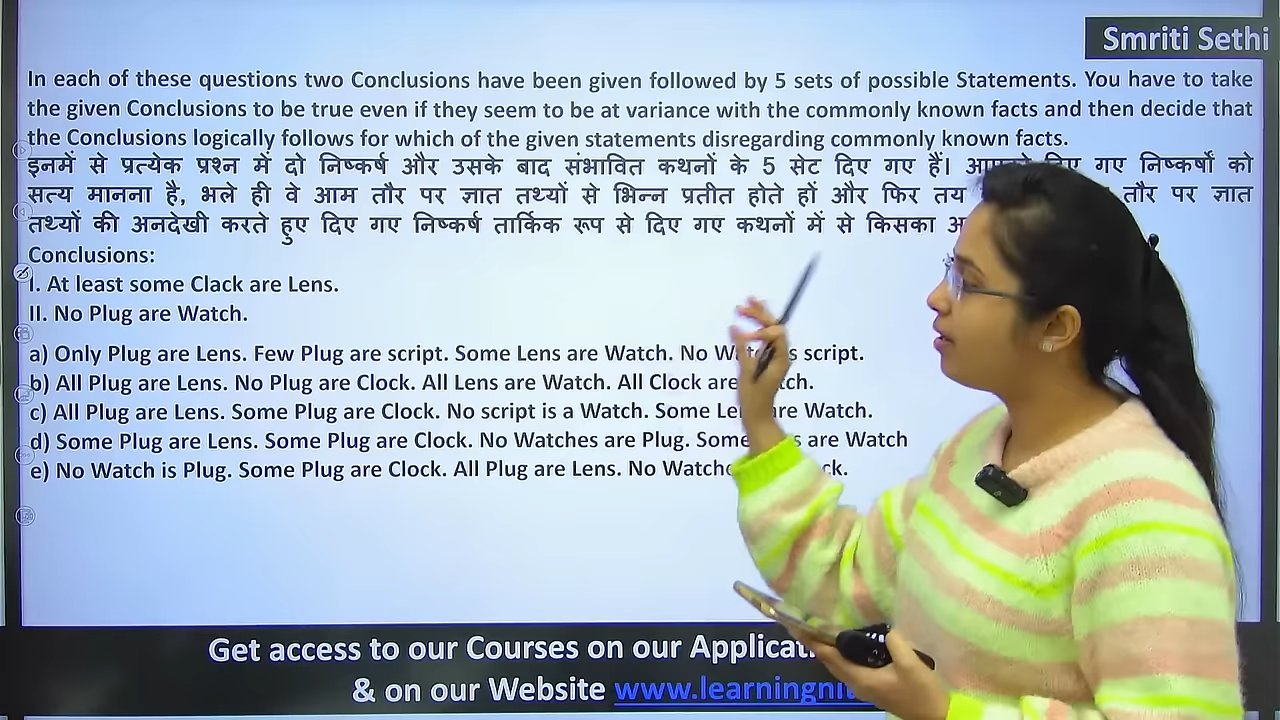 Smriti Sethi
In each of these questions two Conclusions have been given followed by 5 sets of possible Statements. You have to take
the given Conclusions to be true even if they seem to be at variance with the commonly known facts and then decide that
the Conclusions logically follows for which of the given statements disregarding commonly known facts.
इनमें से प्रत्येक प्रश्न में दो निष्कर्ष और उसके बाद संभावित कथनों के 5 सेट दिए गए हैं। गए निष्कर्षों को
सत्य मानना है, भले ही वे आम तौर पर ज्ञात तथ्यों से भिन्न प्रतीत होते हों और फिर तय तौर पर ज्ञात
तथ्यों की अनदेखी करते हुए दिए गए निष्कर्ष तार्किक रूप से दिए गए कथनों में से किसका
Conclusions:
I. At least some Clack are Lens.
II. No Plug are Watch.
a) Only Plug are Lens. Few Plug are script. Some Lens are Watch. No script.
b) All Plug are Lens. No Plug are Clock. All Lens are Watch. All Clock are
c) All Plug are Lens. Some Plug are Clock. No script is a Watch. Some are Watch.
d) Some Plug are Lens. Some Plug are Clock. No Watches are Plug. Some are Watch
e) No Watch is Plug. Some Plug are Clock. All Plug are Lens. No
Get access to our Courses on our
& on our Website